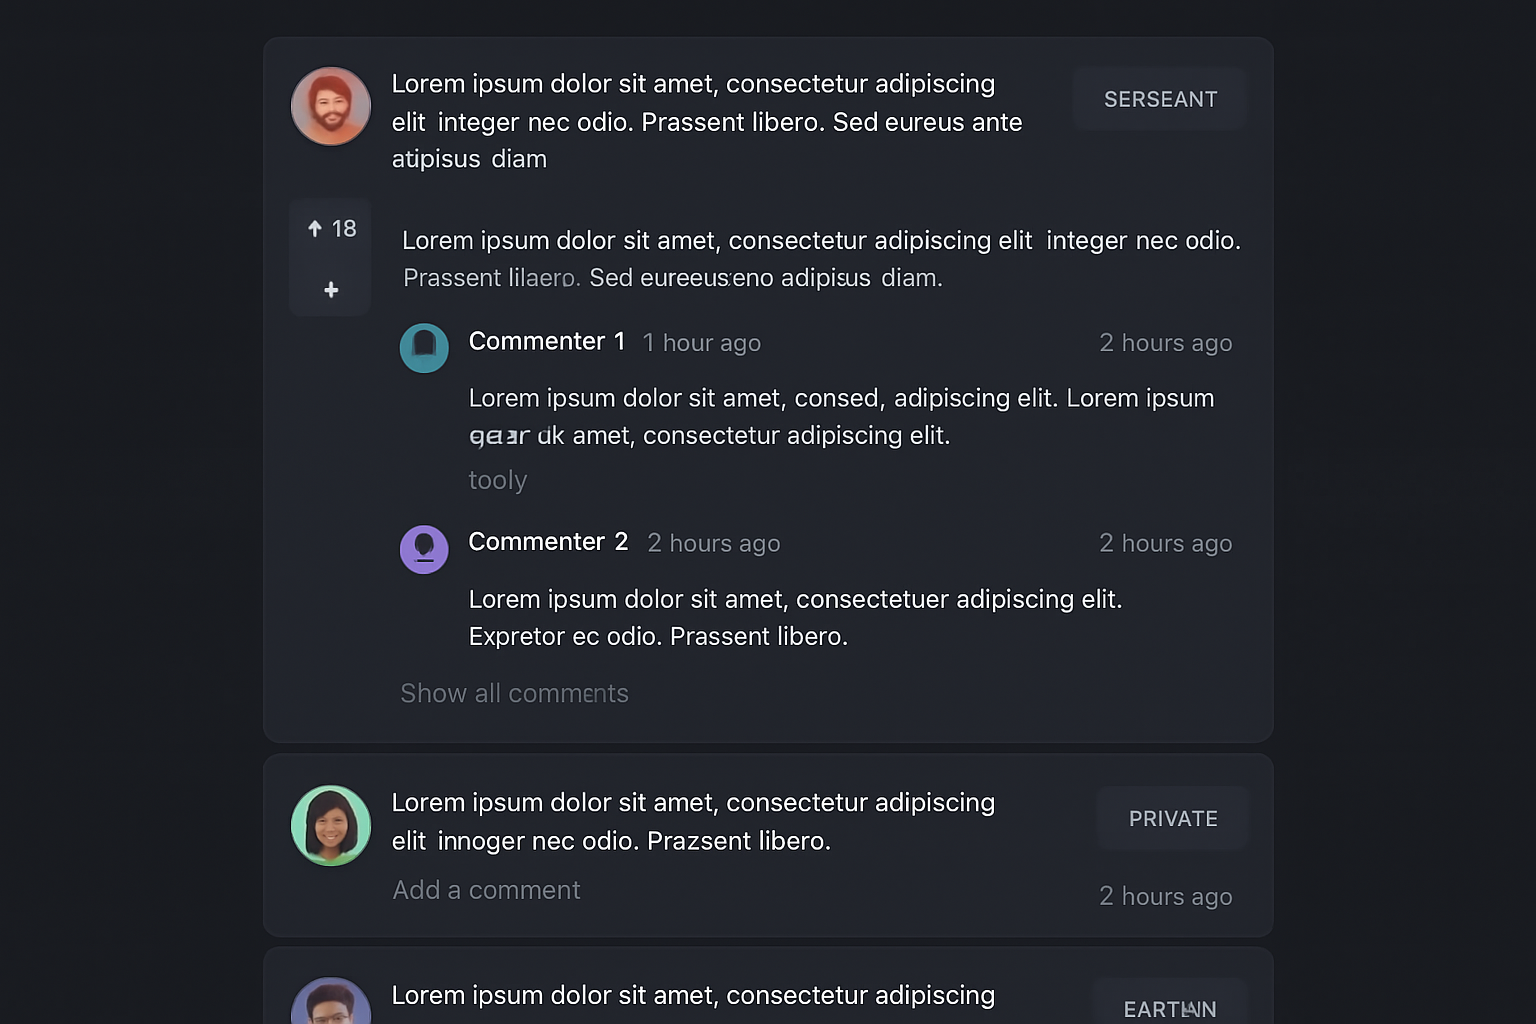 Lorem ipsum dolor sit amet, consectetur adipiscing
elit integer nec odio. Prassent libero. Sed eureus ante
atipisus diam
SERSEANT
18
Lorem ipsum dolor sit amet, consectetur adipiscing elit integer nec odio.
Prassent lilaero. Sed eureeuseno adipisus diam.
Commenter 1 1 hour ago 2 hours ago
Lorem ipsum dolor sit amet, consed, adipiscing elit. Lorem ipsum
amet, consectetur adipiscing elit.
tooly
Commenter 2 2 hours ago 2 hours ago
Lorem ipsum dolor sit amet, consectetuer adipiscing elit.
Expretor ec odio. Prassent libero.
Show all comments
Lorem ipsum dolor sit amet, consectetur adipiscing
elit innoger nec odio. Prazsent libero.
PRIVATE
Add a comment
2 hours ago
Lorem ipsum dolor sit amet, consectetur adipiscing